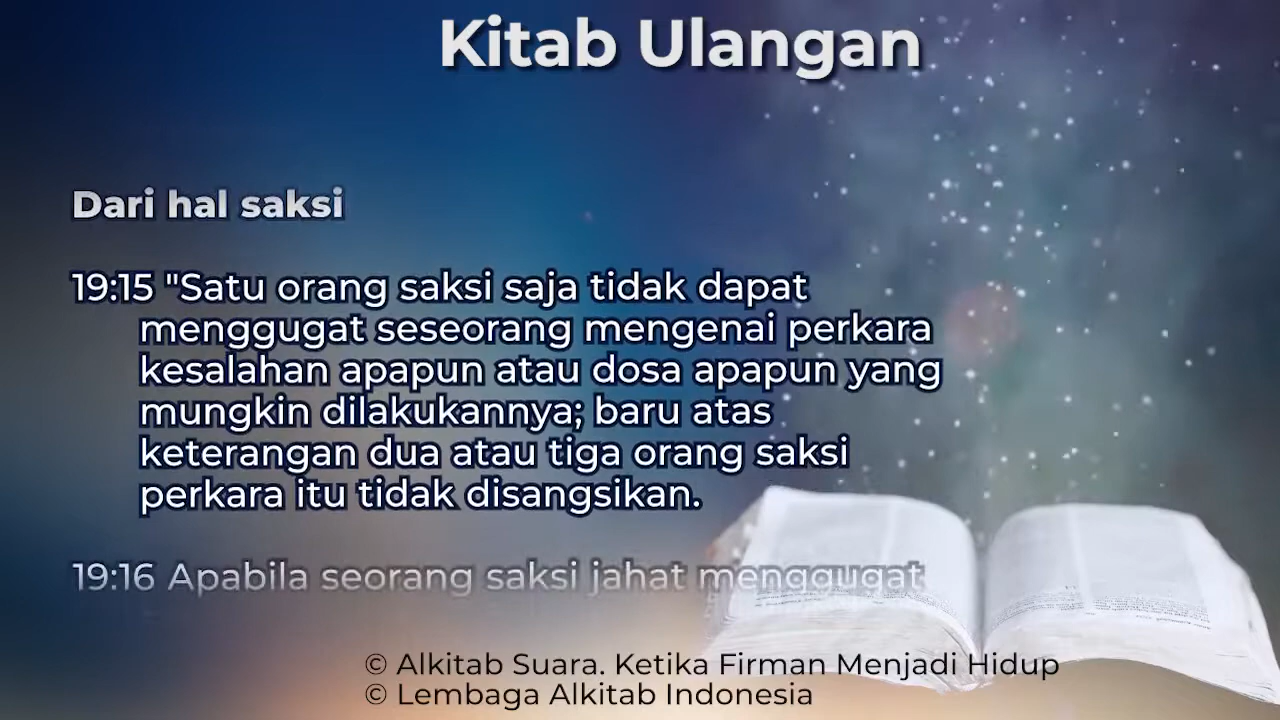 Kitab Ulangan
Dari hal saksi
19:15 "Satu orang saksi saja tidak dapat
menggugat seseorang mengenai perkara
kesalahan apapun atau dosa apapun yang
mungkin dilakukannya; baru atas
keterangan dua atau tiga orang saksi
perkara itu tidak disangsikan.
19:16 Apabila seorang saksi jahat menggugat
© Alkitab Suara. Ketika Firman Menjadi Hidup
© Lembaga Alkitab Indonesia